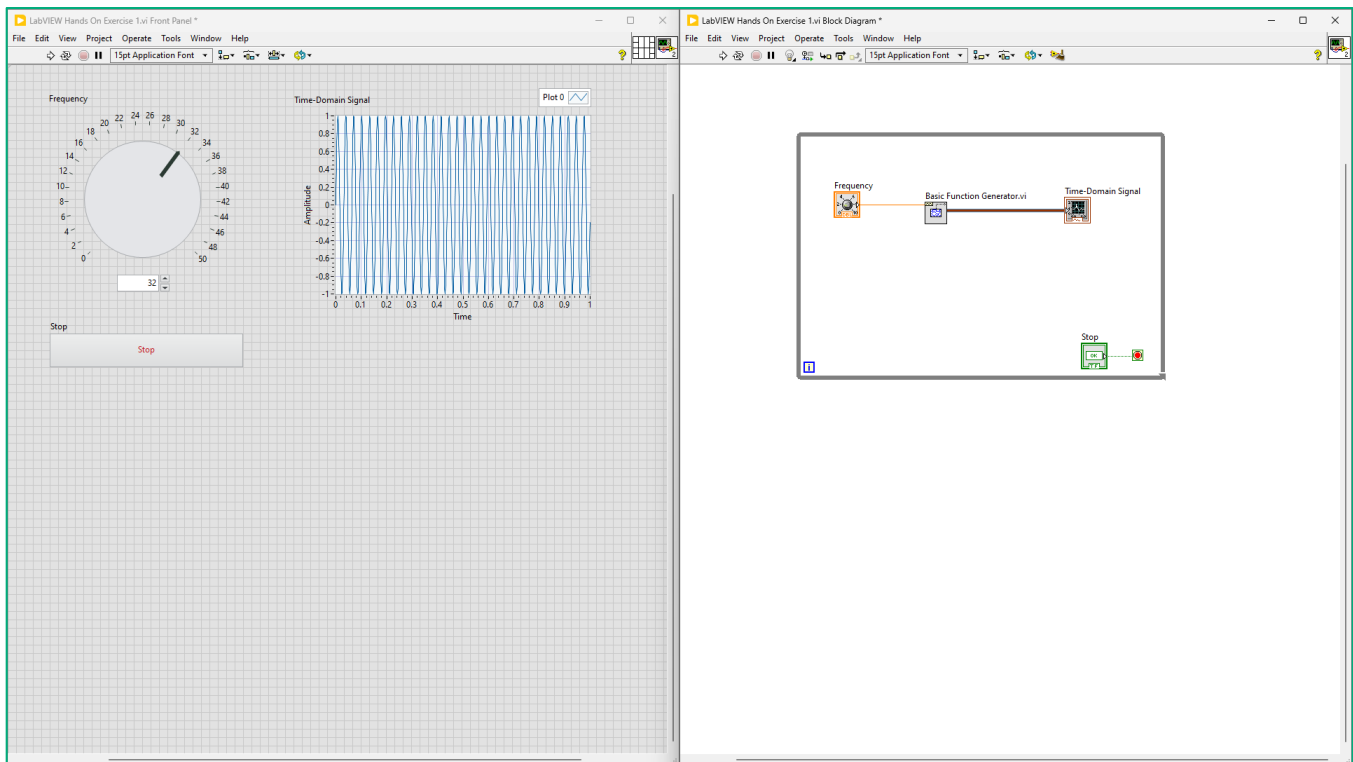 LabVIEW Hands On Exercise 1.vi Front Panel *
File Edit View Project Operate Tools Window Help
15pt Application Font
2
Frequency
0 2 4 6 8 10 12 14 16 18 20 22 24 26 28 30 32 34 36 38 40 42 44 46 48 50
32
Time-Domain Signal
Plot 0
Amplitude
1
0.8
0.6
0.4
0.2
0
-0.2
-0.4
-0.6
-0.8
-1
0 0.1 0.2 0.3 0.4 0.5 0.6 0.7 0.8 0.9 1
Time
Stop
Stop
LabVIEW Hands On Exercise 1.vi Block Diagram *
File Edit View Project Operate Tools Window Help
15pt Application Font
2
Frequency
Basic Function Generator.vi
Time-Domain Signal
Stop
OK
i